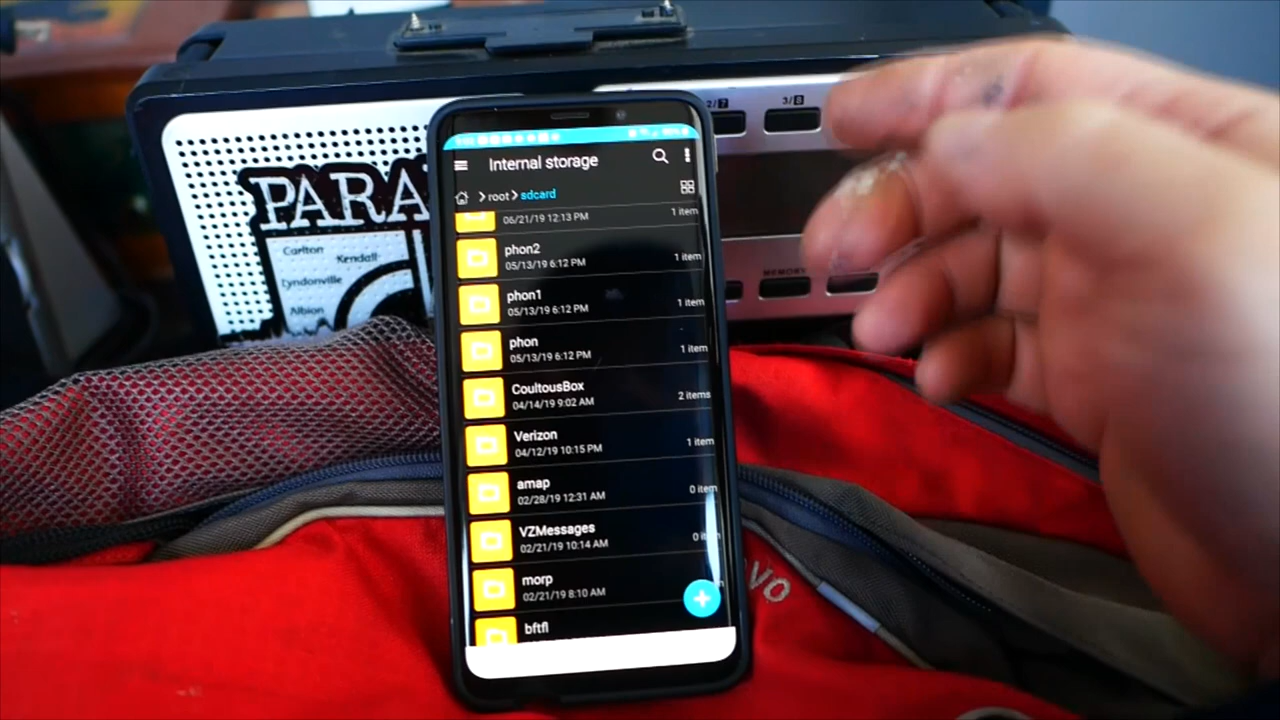 2/7
3/8
PARA
Carlton
Kendall
Lyndonville
Albion
MEMORY
Internal storage
root
sdcard
06/21/19 12:13 PM
1 item
phon2
05/13/19 6:12 PM
1 item
phon1
05/13/19 6:12 PM
1 item
phon
05/13/19 6:12 PM
1 item
CoultousBox
04/14/19 9:02 AM
2 items
Verizon
04/12/19 10:15 PM
1 item
amap
02/28/19 12:31 AM
0 item
VZMessages
02/21/19 10:14 AM
morp
02/21/19 8:10 AM
bftfl